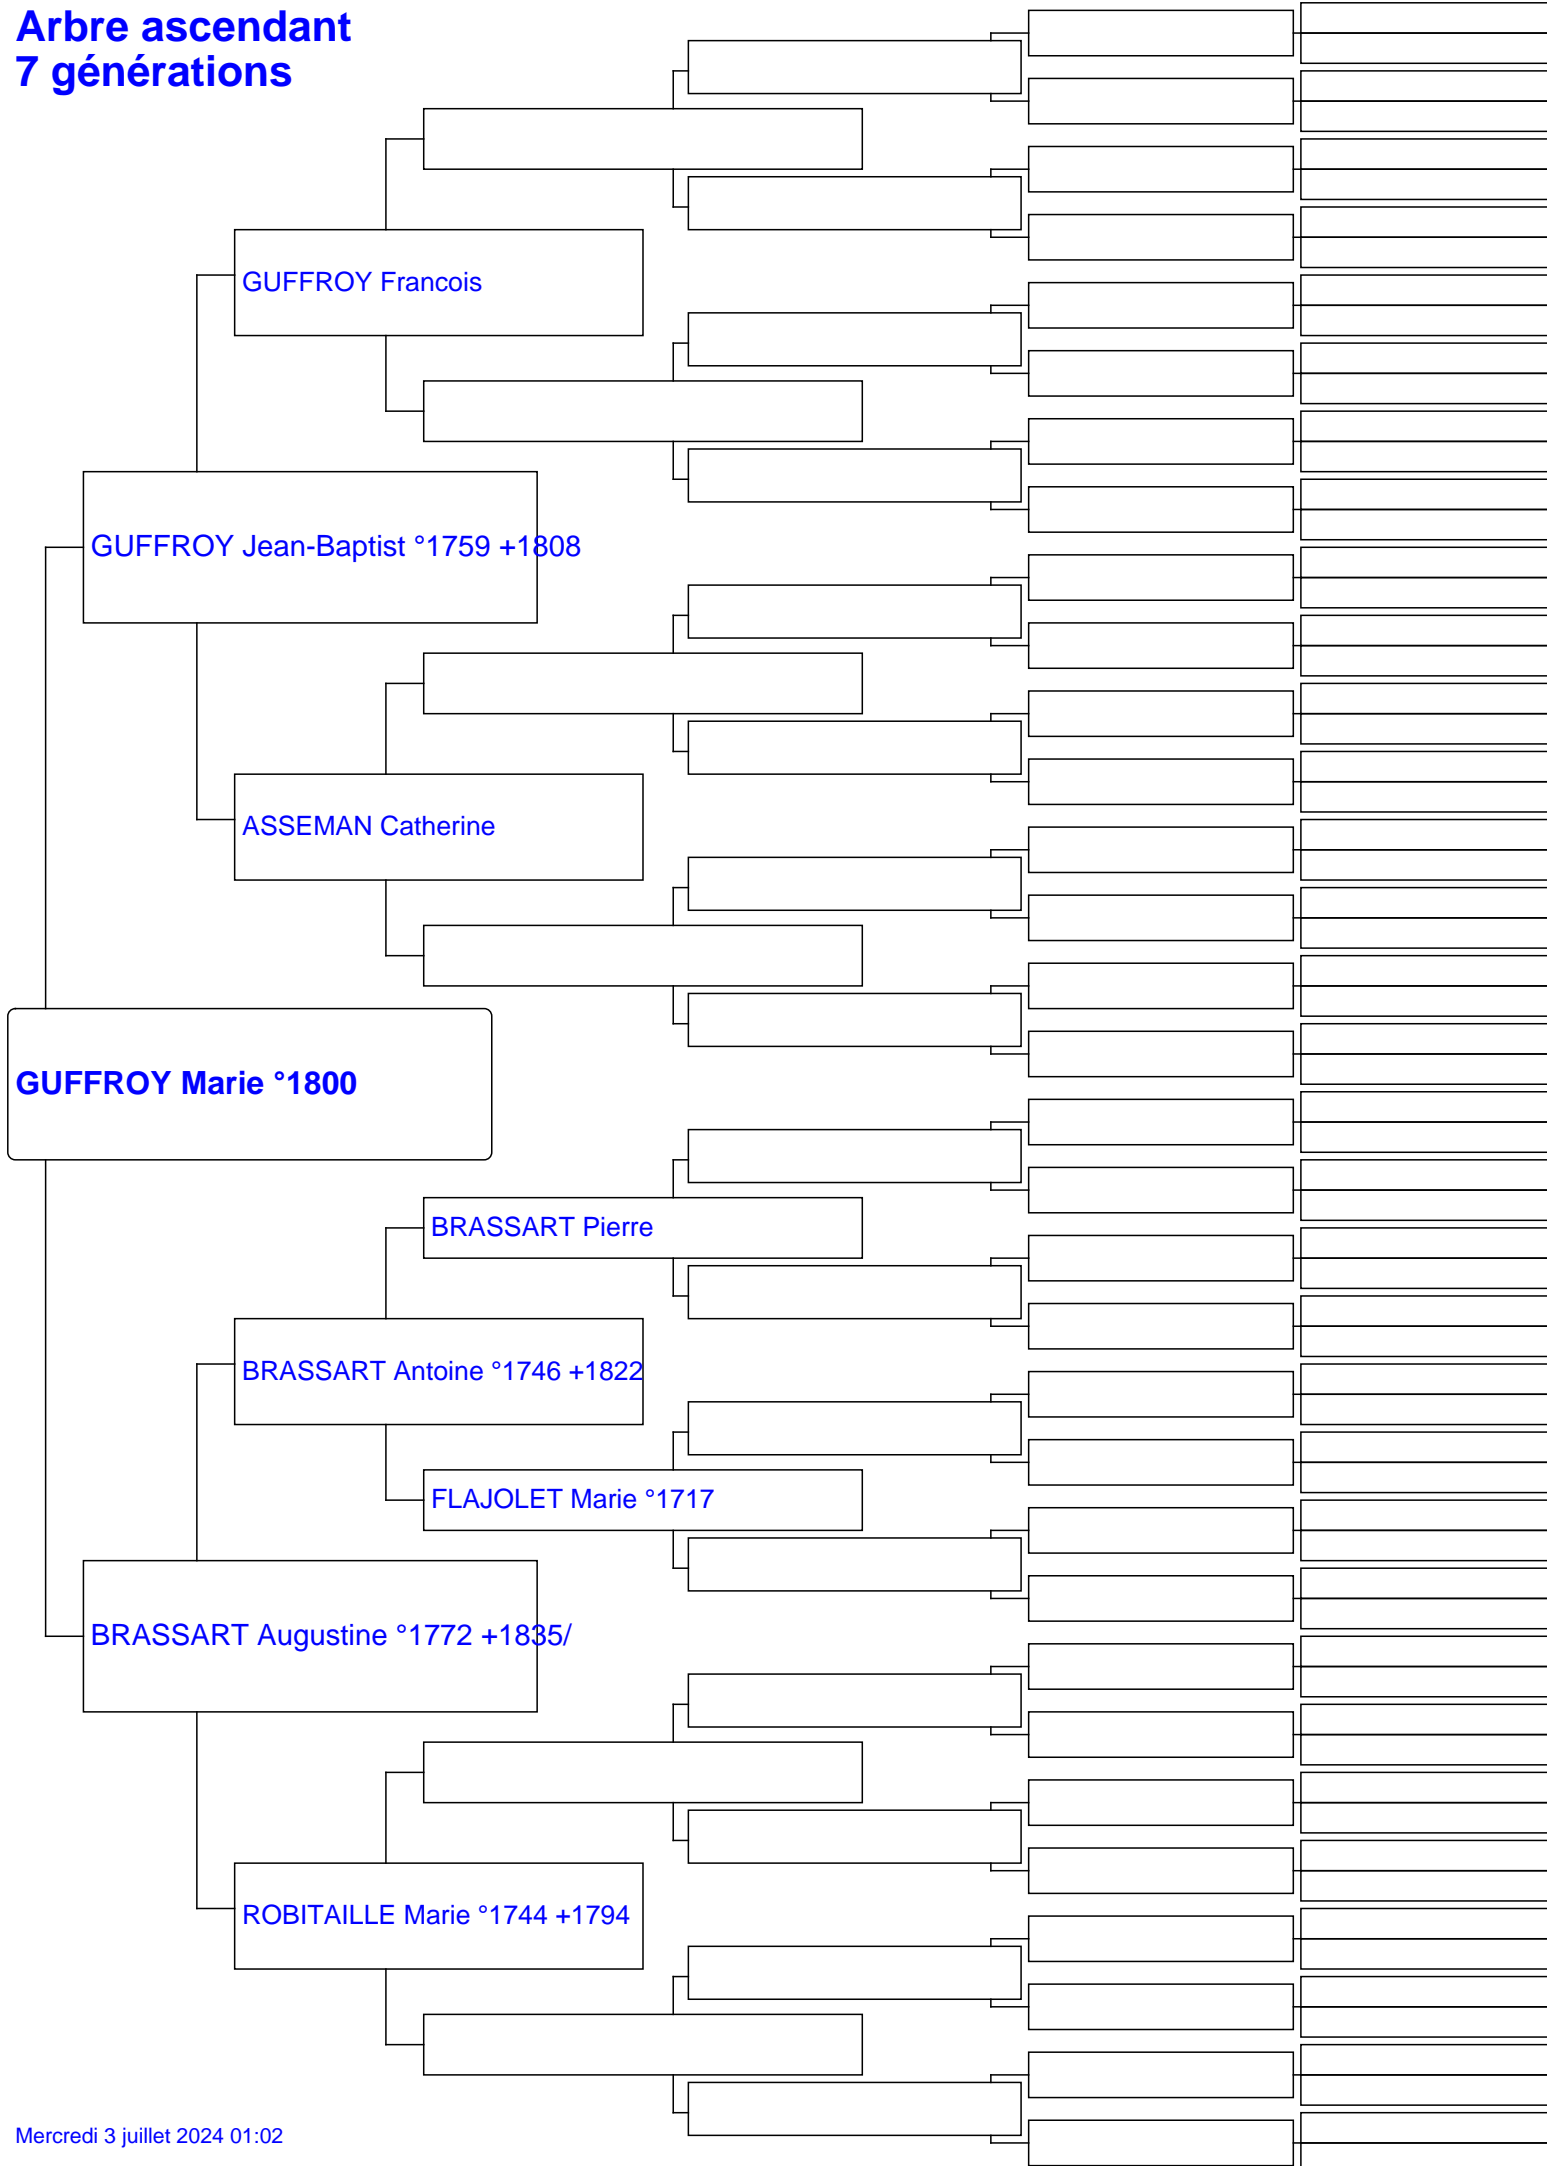 Arbre ascendant
7 générations
GUFFROY Francois
GUFFROY Jean-Baptist °1759 +1808
ASSEMAN Catherine
GUFFROY Marie °1800
BRASSART Pierre
BRASSART Antoine °1746 +1822
FLAJOLET Marie °1717
BRASSART Augustine °1772 +1835/
ROBITAILLE Marie °1744 +1794
Mercredi 3 juillet 2024 01:02